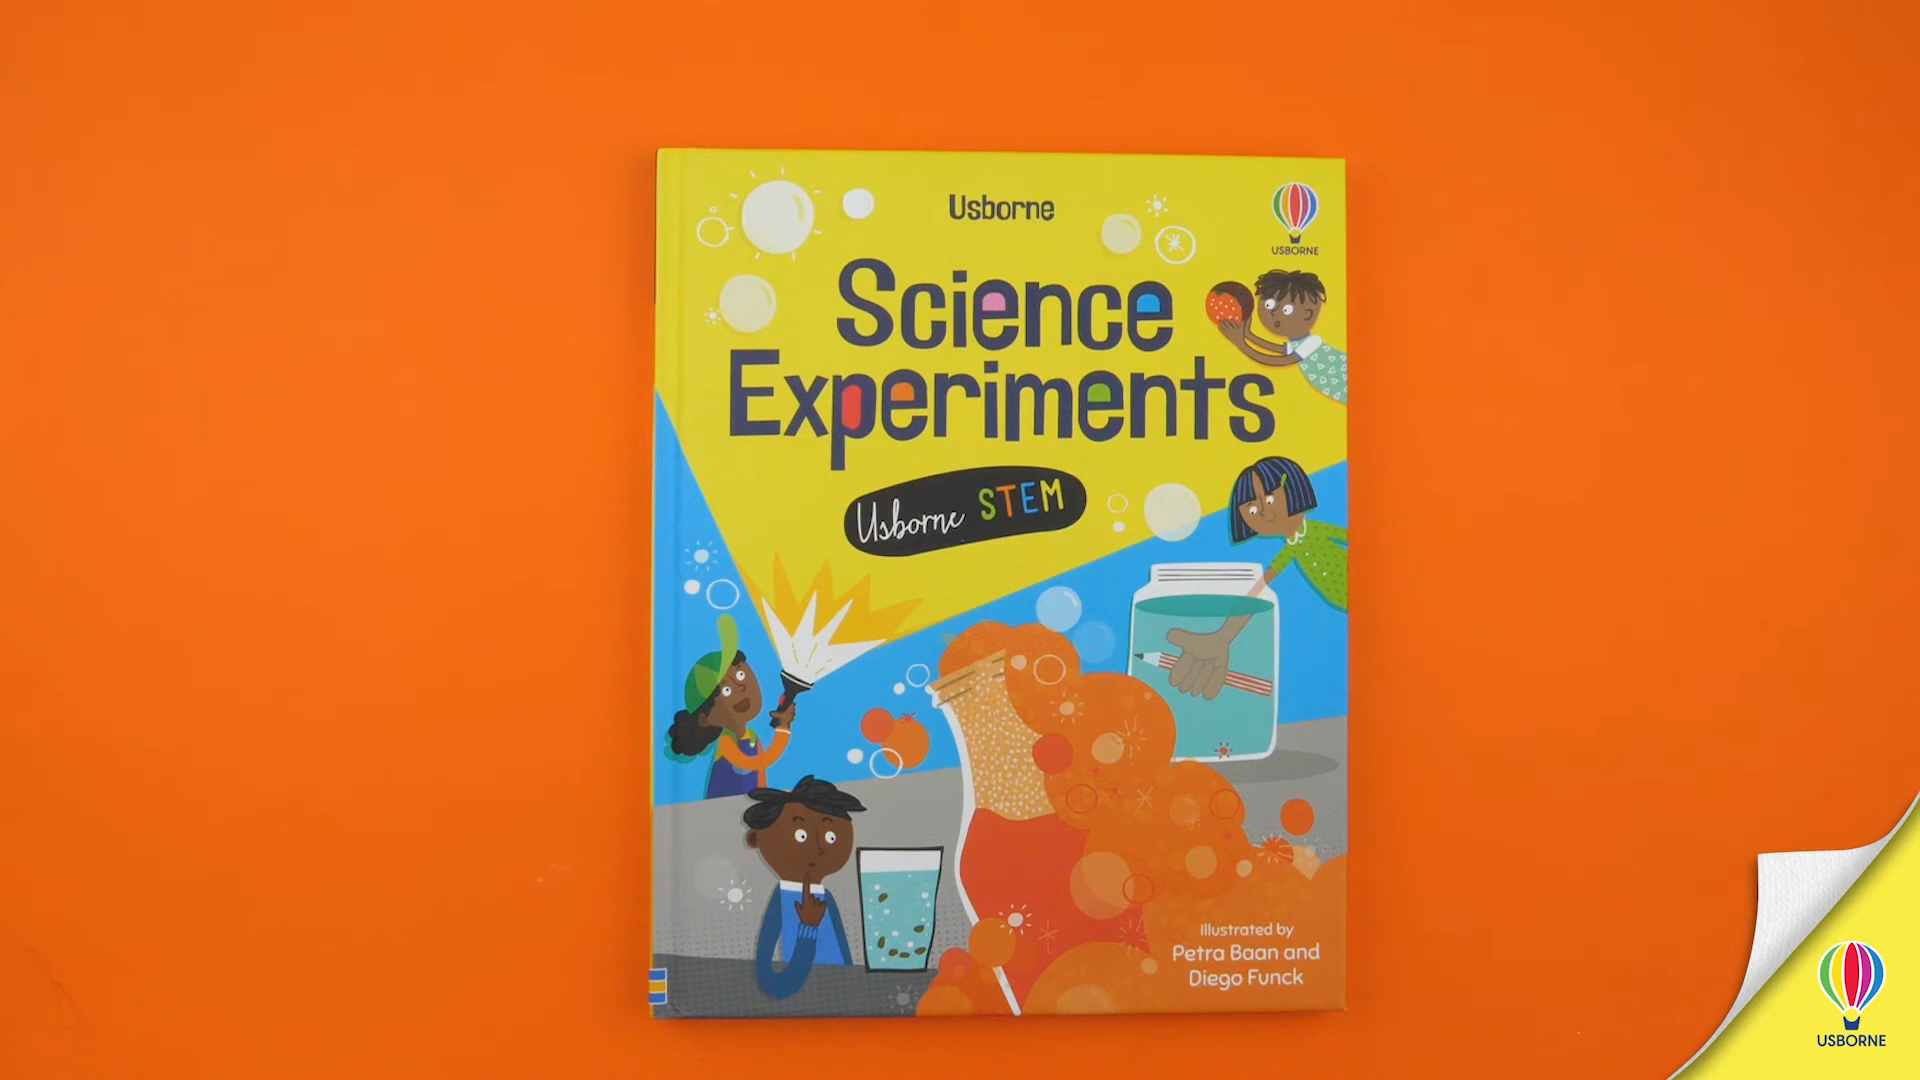 Usborne
USBORNE
Science
Experiments
Usborne STEM
Illustrated by
Petra Baan and
Diego Funck
USBORNE